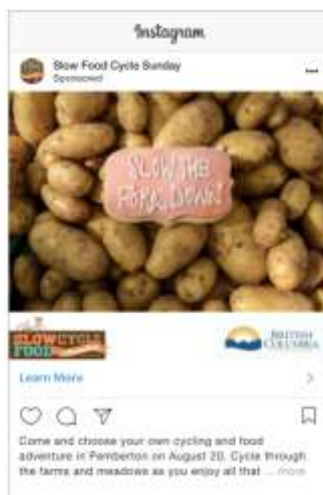 Instagram
Slow Food Cycle Sunday
Sponsored
SLOW THE
FORK DOWN!
SLOW CYCLE
FOOD
BRITISH
COLUMBIA
Learn More
Come and choose your own cycling and food
adventure in Pemberton on August 20. Cycle through
the farms and meadows as you enjoy all that ... more